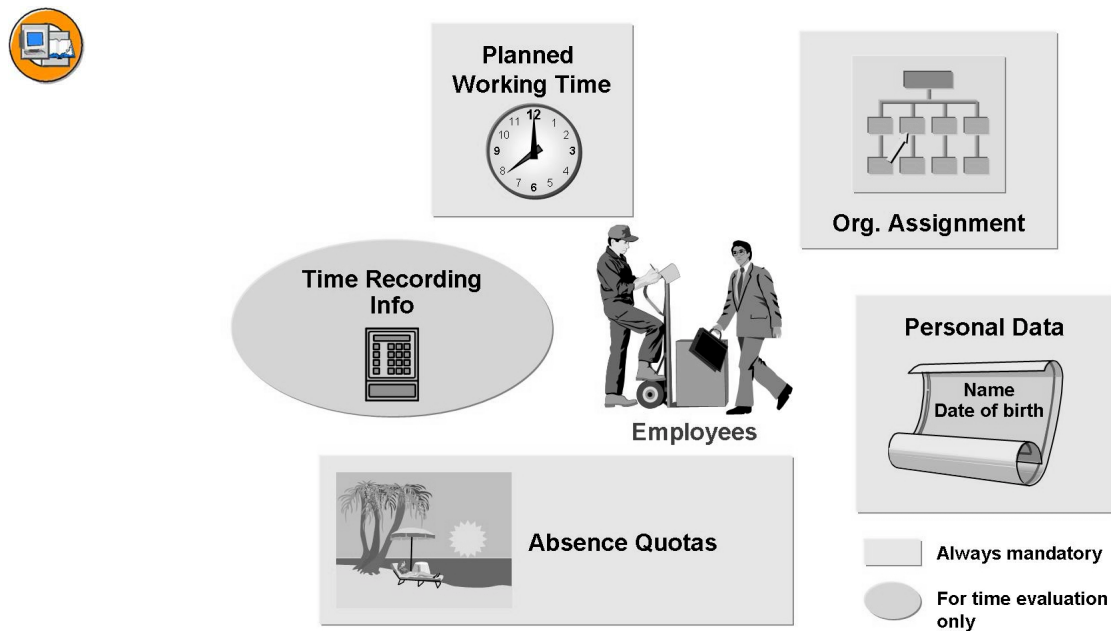 Planned
Working Time
12
11
1
10
2
9
3
8
4
7
5
6
Org. Assignment
Time Recording
Info
Employees
Personal Data
Name
Date of birth
Absence Quotas
Always mandatory
For time evaluation
only